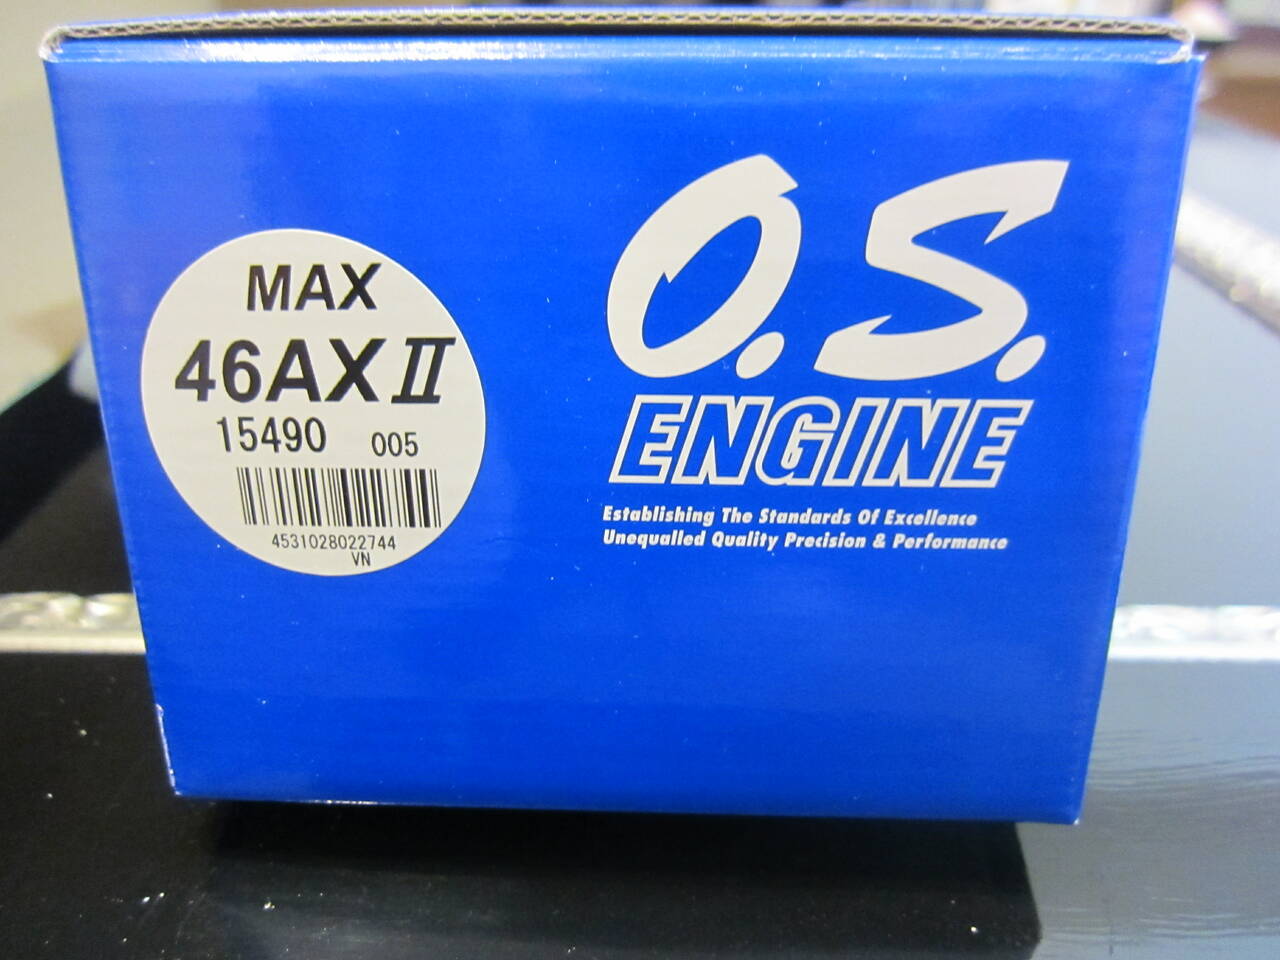 MAX
46AX II
15490 005
4531028022744
VN
O.S.
ENGINE
Establishing The Standards Of Excellence
Unequalled Quality Precision & Performance